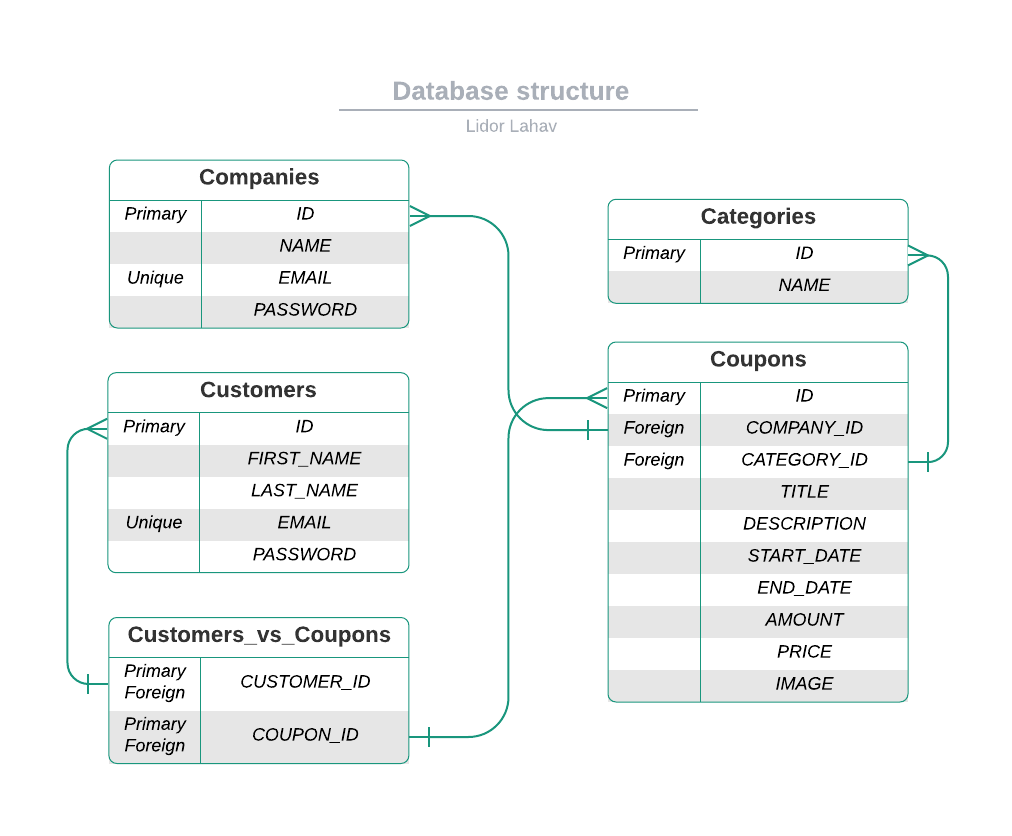 Database structure
Lidor Lahav
Companies
Primary ID
NAME
Unique EMAIL
PASSWORD
Customers
Primary ID
FIRST_NAME
LAST_NAME
Unique EMAIL
PASSWORD
Customers_vs_Coupons
Primary
Foreign
CUSTOMER_ID
Primary
Foreign
COUPON_ID
Categories
Primary ID
NAME
Coupons
Primary ID
Foreign COMPANY_ID
Foreign CATEGORY_ID
TITLE
DESCRIPTION
START_DATE
END_DATE
AMOUNT
PRICE
IMAGE